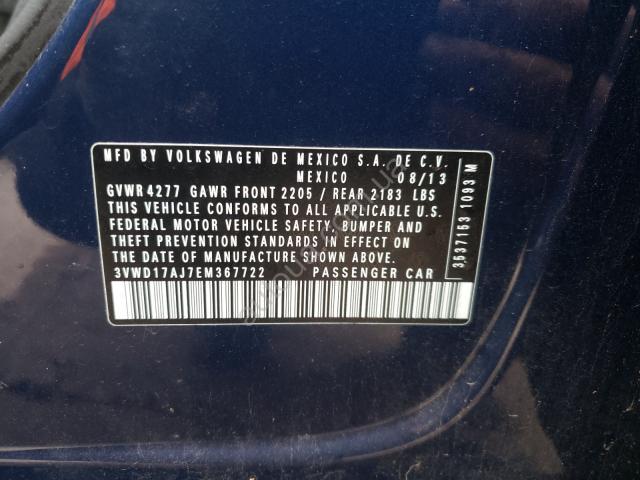 MFD BY VOLKSWAGEN DE MEXICO S.A. DE C.V.
MEXICO 08/13
GVWR 4277 GAWR FRONT 2205 / REAR 2183 LBS
THIS VEHICLE CONFORMS TO ALL APPLICABLE U.S.
FEDERAL MOTOR VEHICLE SAFETY, BUMPER AND
THEFT PREVENTION STANDARDS IN EFFECT ON
THE DATE OF MANUFACTURE SHOWN ABOVE.
3VWD17AJ7EM367722 PASSENGER CAR